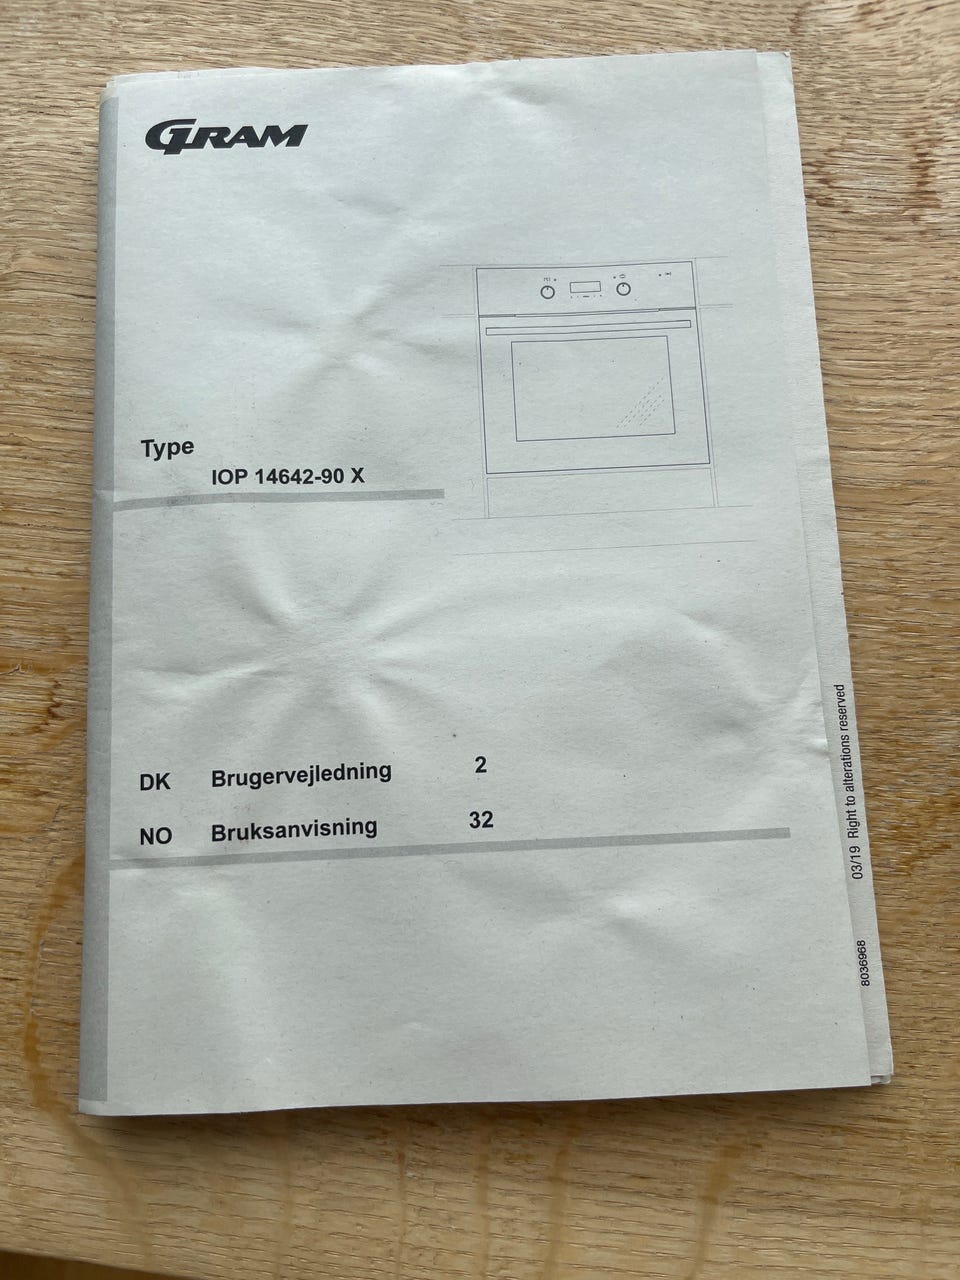 GRAM
Type
IOP 14642-90 X
DK Brugervejledning 2
NO Bruksanvisning 32
03/19 Right to alterations reserved
8036968